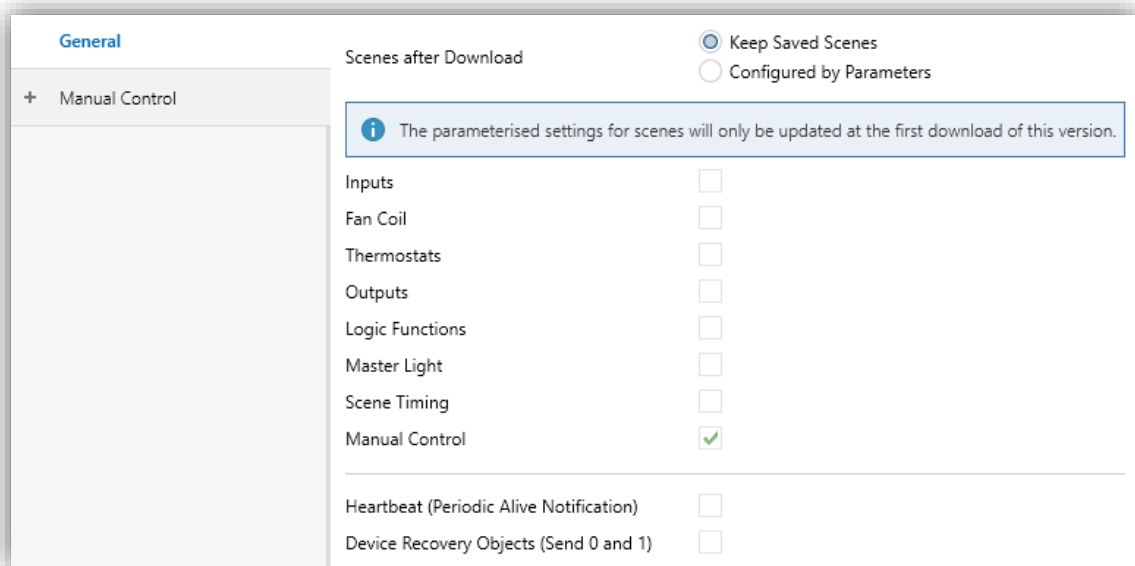 General
+ Manual Control
Scenes after Download
Keep Saved Scenes
Configured by Parameters
The parameterised settings for scenes will only be updated at the first download of this version.
Inputs
Fan Coil
Thermostats
Outputs
Logic Functions
Master Light
Scene Timing
Manual Control
Heartbeat (Periodic Alive Notification)
Device Recovery Objects (Send 0 and 1)